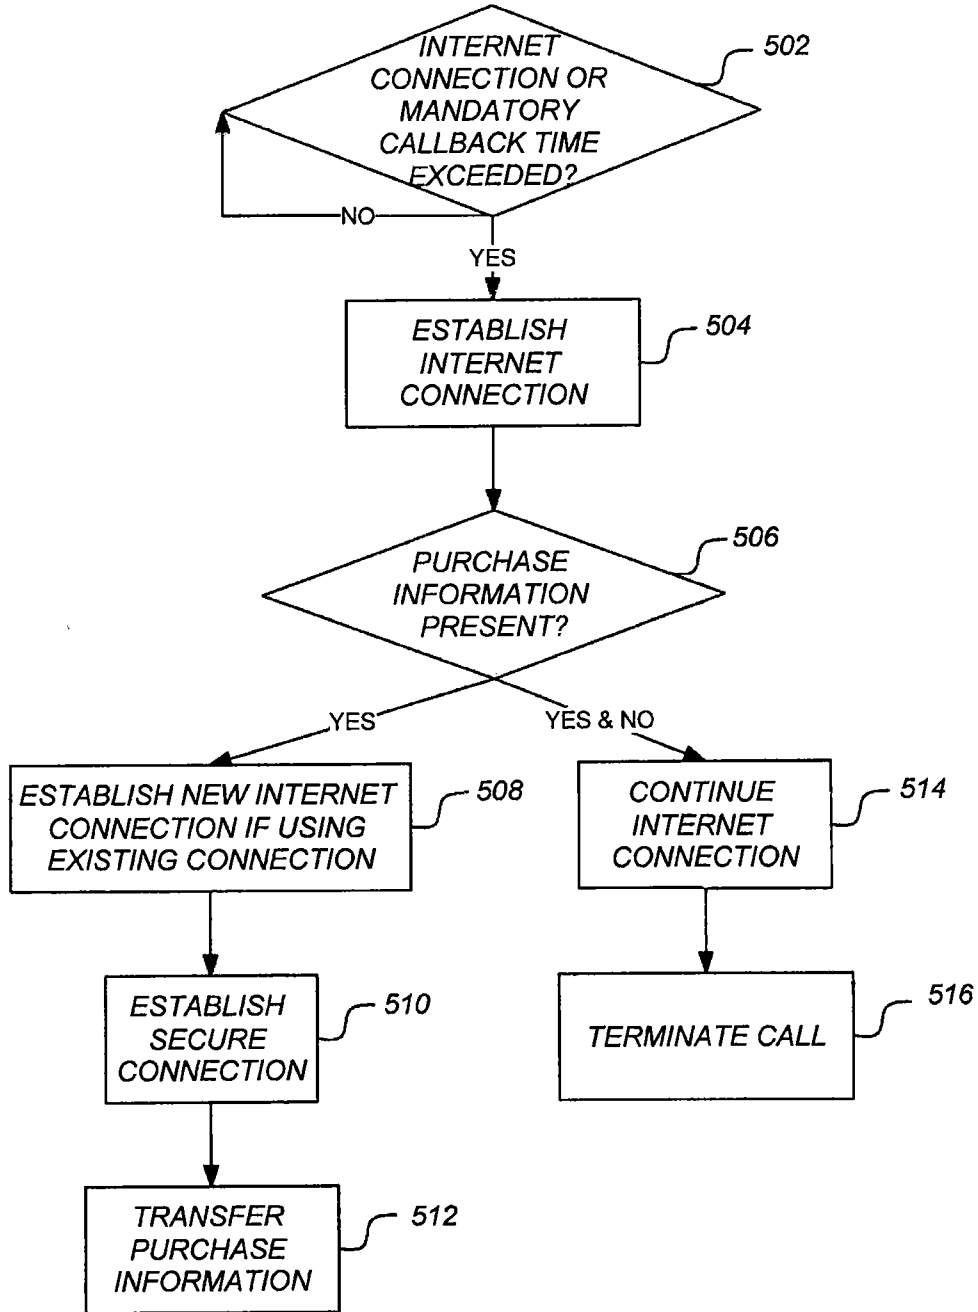 INTERNET
CONNECTION OR
MANDATORY
CALLBACK TIME
EXCEEDED?
502
NO
YES
ESTABLISH
INTERNET
CONNECTION
504
PURCHASE
INFORMATION
PRESENT?
506
YES
YES & NO
ESTABLISH NEW INTERNET
CONNECTION IF USING
EXISTING CONNECTION
508
CONTINUE
INTERNET
CONNECTION
514
ESTABLISH
SECURE
CONNECTION
510
TERMINATE CALL
516
TRANSFER
PURCHASE
INFORMATION
512